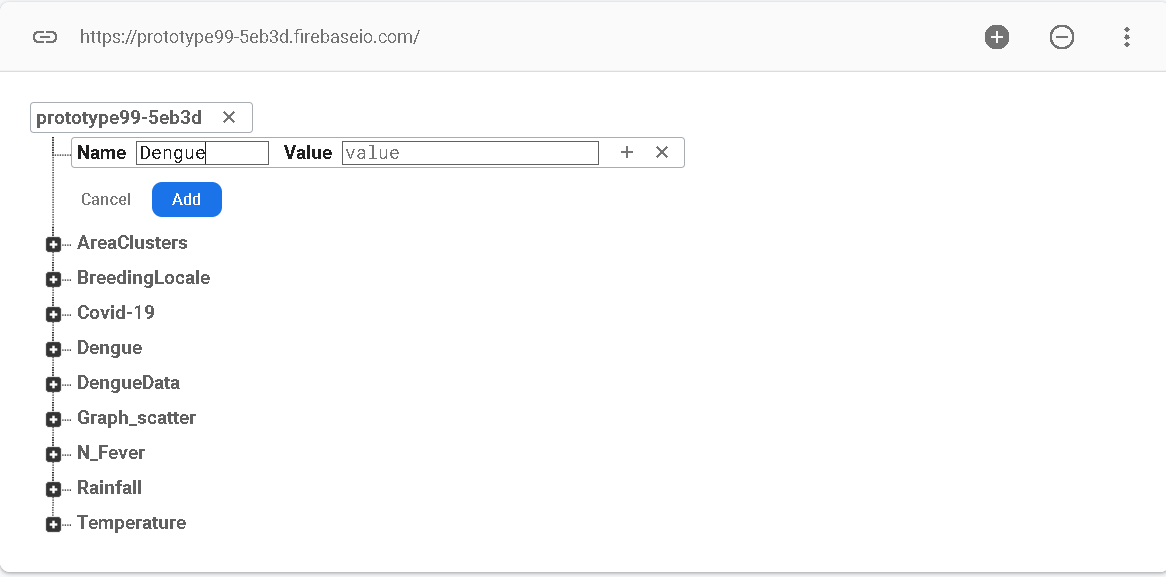 https://prototype99-5eb3d.firebaseio.com/
prototype99-5eb3d
Name Dengue Value value
Cancel Add
AreaClusters
BreedingLocale
Covid-19
Dengue
DengueData
Graph_scatter
N_Fever
Rainfall
Temperature